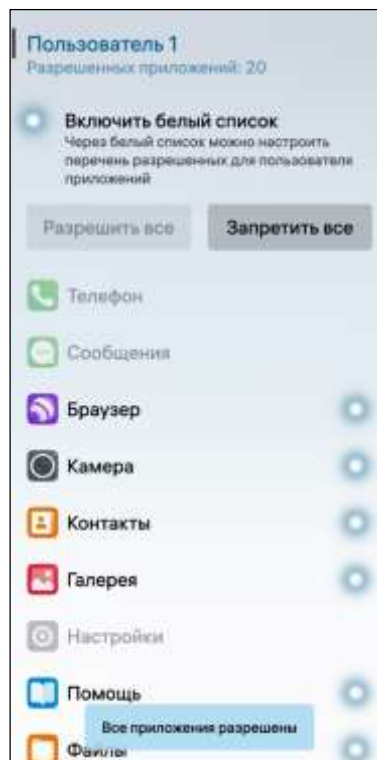 Пользователь 1
Разрешенных приложений: 20
Включить белый список
Через белый список можно настроить
перечень разрешенных для пользователя
приложений
Разрешить все
Запретить все
Телефон
Сообщения
Браузер
Камера
Контакты
Галерея
Настройки
Помощь
Все приложения разрешены
Файлы